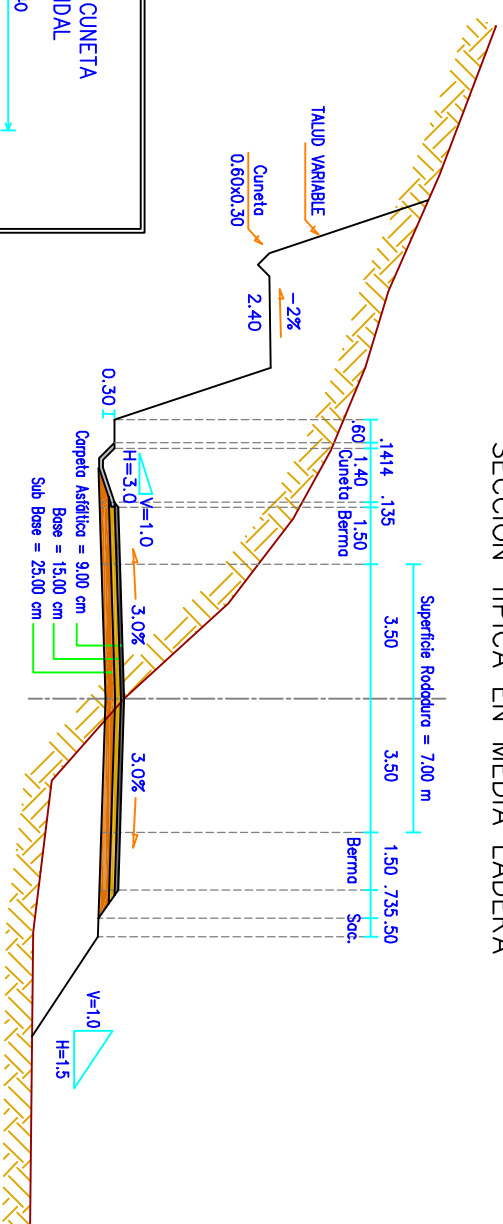 SECCION TIPICA EN MEDIA LADERA
CUNETA
IDAL
TALUD VARIABLE
Cuneta
0.60x0.30
-2%
2.40
Superficie Rodadura = 7.00 m
.1414 .135
.60 1.40 1.50 3.50 3.50 1.50 .735 .50
Cuneta Berma
Berma Sac.
0.30
V=1.0
H=3.0
3.0%
3.0%
Carpeta Asfáltica = 9.00 cm
Base = 15.00 cm
Sub Base = 25.00 cm
V=1.0
H=1.5